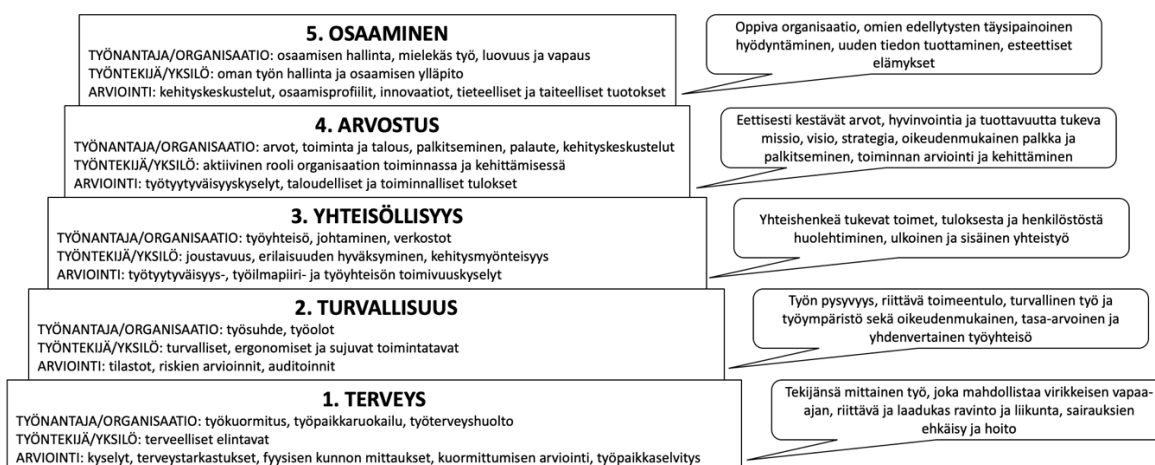 5. OSAAMINEN
TYÖNANTAJA/ORGANISAATIO: osaamisen hallinta, mielekäs työ, luovuus ja vapaus
TYÖNTEKIJÄ/YKSILÖ: oman työn hallinta ja osaamisen ylläpito
ARVIOINTI: kehityskeskustelut, osaamisprofiilit, innovaatiot, tieteelliset ja taiteelliset tuotokset
Oppiva organisaatio, omien edellytysten täysipainoinen
hyödyntäminen, uuden tiedon tuottaminen, esteettiset
elämykset
4. ARVOSTUS
TYÖNANTAJA/ORGANISAATIO: arvot, toiminta ja talous, palkitseminen, palaute, kehityskeskustelut
TYÖNTEKIJÄ/YKSILÖ: aktiivinen rooli organisaation toiminnassa ja kehittämisessä
ARVIOINTI: työtyytyväisyyskyselyt, taloudelliset ja toiminnalliset tulokset
Eettisesti kestävät arvot, hyvinvointia ja tuottavuutta tukeva
missio, visio, strategia, oikeudenmukainen palkka ja
palkitseminen, toiminnan arviointi ja kehittäminen
3. YHTEISÖLLISYYS
TYÖNANTAJA/ORGANISAATIO: työyhteisö, johtaminen, verkostot
TYÖNTEKIJÄ/YKSILÖ: joustavuus, erilaisuuden hyväksyminen, kehitysmyönteisyys
ARVIOINTI: työtyytyväisyys-, työilmapiiri- ja työyhteisön toimivuuskyselyt
Yhteishenkeä tukevat toimet, tuloksesta ja henkilöstöstä
huolehtiminen, ulkoinen ja sisäinen yhteistyö
2. TURVALLISUUS
TYÖNANTAJA/ORGANISAATIO: työsuhde, työolot
TYÖNTEKIJÄ/YKSILÖ: turvalliset, ergonomiset ja sujuvat toimintatavat
ARVIOINTI: tilastot, riskien arvioinnit, auditoinnit
Työn pysyvyys, riittävä toimeentulo, turvallinen työ ja
työympäristö sekä oikeudenmukainen, tasa-arvoinen ja
yhdenvertainen työyhteisö
1. TERVEYS
TYÖNANTAJA/ORGANISAATIO: työkuormitus, työpaikkaruokailu, työterveyshuolto
TYÖNTEKIJÄ/YKSILÖ: terveelliset elintavat
ARVIOINTI: kyselyt, terveystarkastukset, fyysisen kunnon mittaukset, kuormittumisen arviointi, työpaikkaselvitys
Tekijänsä mittainen työ, joka mahdollistaa virikkeisen vapaa-
ajan, riittävä ja laadukas ravinto ja liikunta, sairauksien
ehkäisy ja hoito